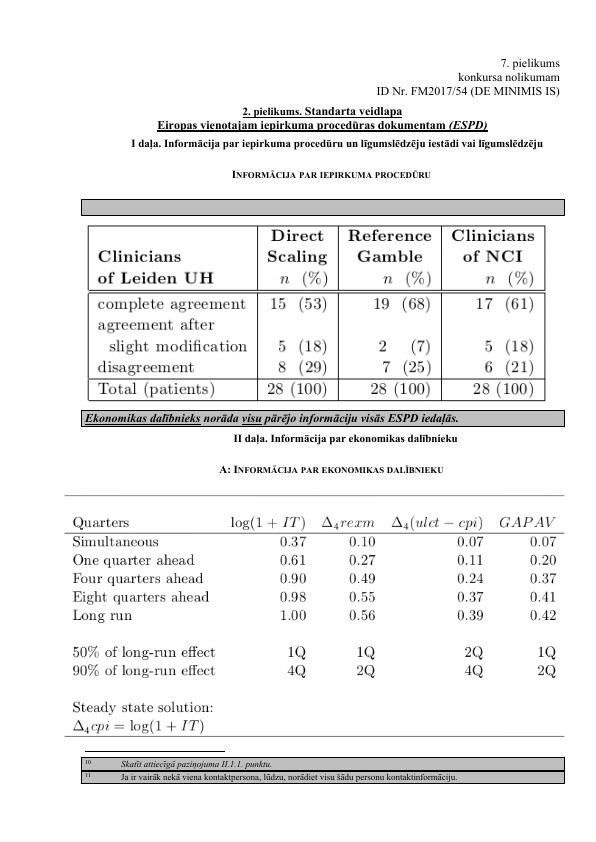 7. pielikums
konkursa nolikumam
ID Nr. FM2017/54 (DE MINIMIS IS)
2. pielikums. Standarta veidlapa
Eiropas vienotajam iepirkuma procedūras dokumentam (ESPD)
I daļa. Informācija par iepirkuma procedūru un līgumslēdzēju iestādi vai līgumslēdzēju
INFORMĀCIJA PAR IEPIRKUMA PROCEDŪRU
Direct Reference Clinicians
Clinicians Scaling Gamble of NCI
of Leiden UH n (%) n (%) n (%)
complete agreement 15 (53) 19 (68) 17 (61)
agreement after
slight modification 5 (18) 2 (7) 5 (18)
disagreement 8 (29) 7 (25) 6 (21)
Total (patients) 28 (100) 28 (100) 28 (100)
Ekonomikas dalībnieks norāda visu pārējo informāciju visās ESPD iedaļās.
II daļa. Informācija par ekonomikas dalībnieku
A: INFORMĀCIJA PAR EKONOMIKAS DALĪBNIEKU
Quarters log(1 + IT) Δ₄rexm Δ₄(ulct − cpi) GAPAV
Simultaneous 0.37 0.10 0.07 0.07
One quarter ahead 0.61 0.27 0.11 0.20
Four quarters ahead 0.90 0.49 0.24 0.37
Eight quarters ahead 0.98 0.55 0.37 0.41
Long run 1.00 0.56 0.39 0.42
50% of long-run effect 1Q 1Q 2Q 1Q
90% of long-run effect 4Q 2Q 4Q 2Q
Steady state solution:
Δ₄cpi = log(1 + IT)
10 Skatīt attiecīgā paziņojuma II.1.1. punktu.
11 Ja ir vairāk nekā viena kontaktpersona, lūdzu, norādiet visu šādu personu kontaktinformāciju.